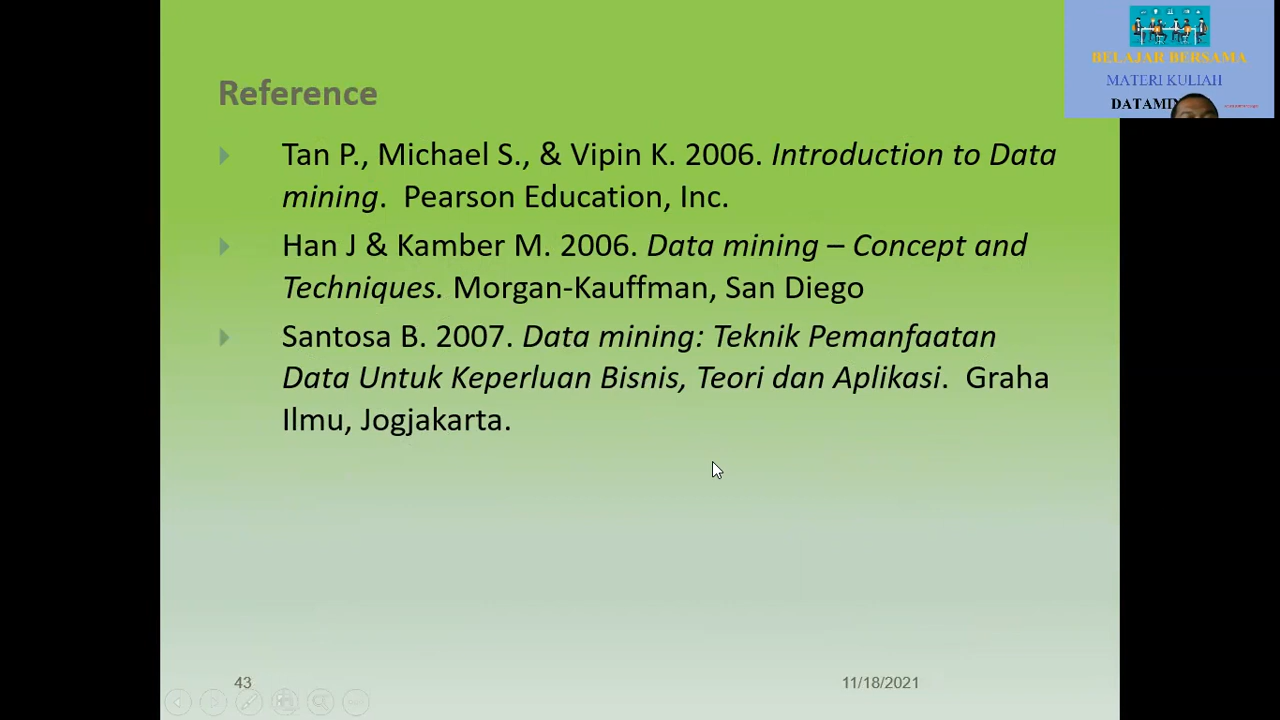 BELAJAR BERSAMA
MATERI KULIAH
Reference
Tan P., Michael S., & Vipin K. 2006. Introduction to Data
mining. Pearson Education, Inc.
Han J & Kamber M. 2006. Data mining – Concept and
Techniques. Morgan-Kauffman, San Diego
Santosa B. 2007. Data mining: Teknik Pemanfaatan
Data Untuk Keperluan Bisnis, Teori dan Aplikasi. Graha
Ilmu, Jogjakarta.
43
11/18/2021